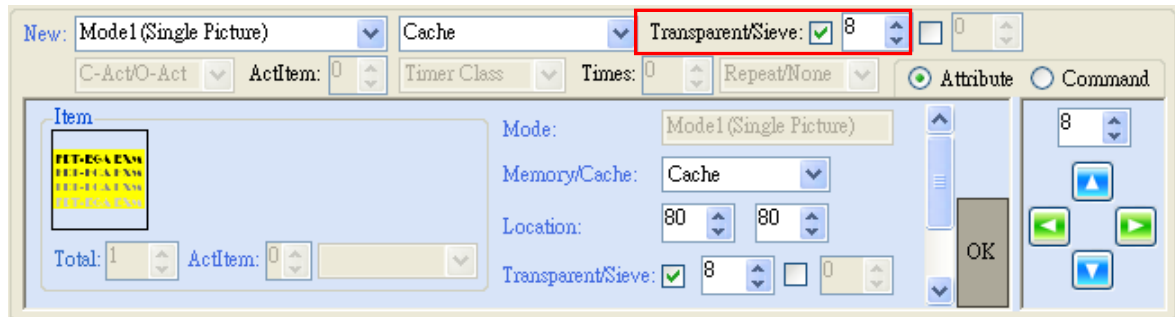 New: Mode1(Single Picture) Cache Transparent/Sieve: 8 0
C-Act/O-Act ActItem: 0 Timer Class Times: 0 Repeat/None Attribute Command
Item
Mode: Mode1(Single Picture)
8
Memory/Cache: Cache
Location: 80 80
Total: 1 ActItem: 0
Transparent/Sieve: 8 0
OK